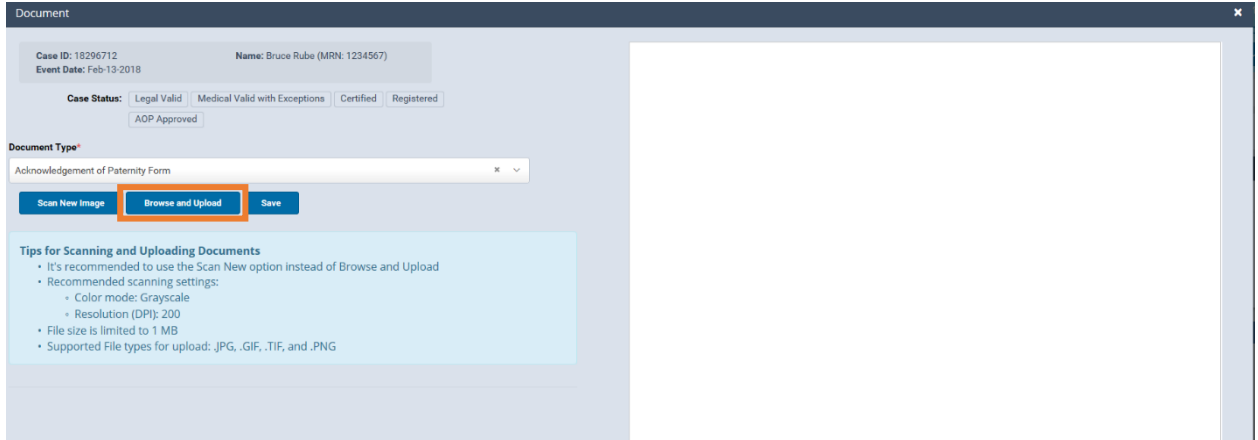 Document
Case ID: 18296712 Name: Bruce Rube (MRN: 1234567)
Event Date: Feb-13-2018
Case Status: Legal Valid Medical Valid with Exceptions Certified Registered
AOP Approved
Document Type*
Acknowledgement of Paternity Form
Scan New Image Browse and Upload Save
Tips for Scanning and Uploading Documents
• It's recommended to use the Scan New option instead of Browse and Upload
• Recommended scanning settings:
◦ Color mode: Grayscale
◦ Resolution (DPI): 200
• File size is limited to 1 MB
• Supported File types for upload: .JPG, .GIF, .TIF, and .PNG